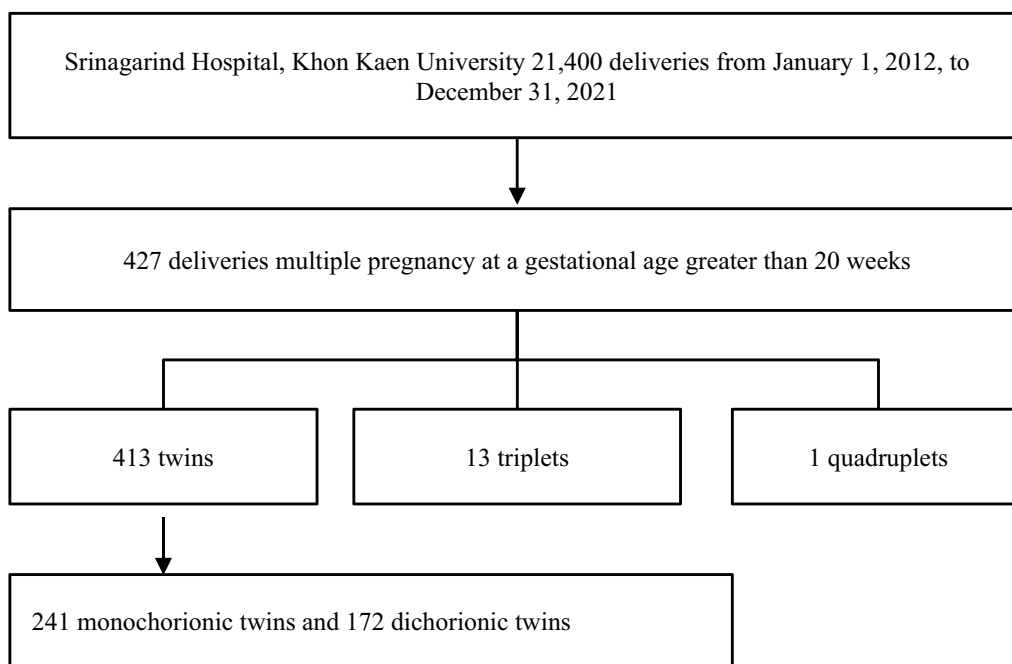 Srinagarind Hospital, Khon Kaen University 21,400 deliveries from January 1, 2012, to
December 31, 2021
427 deliveries multiple pregnancy at a gestational age greater than 20 weeks
413 twins
13 triplets
1 quadruplets
241 monochorionic twins and 172 dichorionic twins